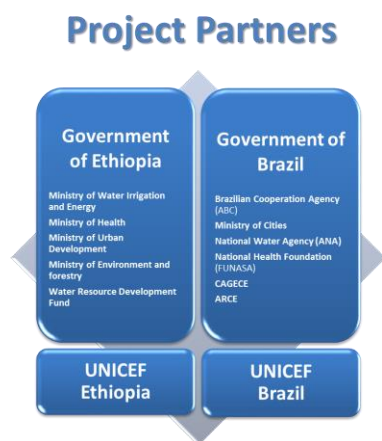 Project Partners
Government
of Ethiopia
Ministry of Water Irrigation
and Energy
Ministry of Health
Ministry of Urban
Development
Ministry of Environment and
forestry
Water Resource Development
Fund
Government of
Brazil
Brazilian Cooperation Agency
(ABC)
Ministry of Cities
National Water Agency (ANA)
National Health Foundation
(FUNASA)
CAGECE
ARCE
UNICEF
Ethiopia
UNICEF
Brazil